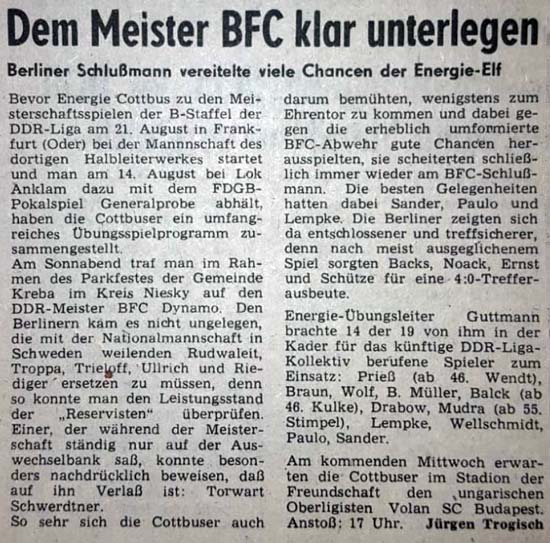 Dem Meister BFC klar unterlegen
Berliner Schlußmann vereitelte viele Chancen der Energie-Elf
Bevor Energie Cottbus zu den Mei-
sterschaftsspielen der B-Staffel der
DDR-Liga am 21. August in Frank-
furt (Oder) bei der Mannnschaft des
dortigen Halbleiterwerkes startet
und man am 14. August bei Lok
Anklam dazu mit dem FDGB-
Pokalspiel Generalprobe abhält,
haben die Cottbuser ein umfang-
reiches Übungsspielprogramm zu-
sammengestellt.
Am Sonnabend traf man im Rah-
men des Parkfestes der Gemeinde
Kreba im Kreis Niesky auf den
DDR-Meister BFC Dynamo. Den
Berlinern kam es nicht ungelegen,
die mit der Nationalmannschaft in
Schweden weilenden Rudwaleit,
Troppa, Trieloff, Ullrich und Rie-
diger ersetzen zu müssen, denn
so konnte man den Leistungsstand
der „Reservisten" überprüfen.
Einer, der während der Meister-
schaft ständig nur auf der Aus-
wechselbank saß, konnte beson-
ders nachdrücklich beweisen, daß
auf ihn Verlaß ist: Torwart
Schwerdtner.
So sehr sich die Cottbuser auch
darum bemühten, wenigstens zum
Ehrentor zu kommen und dabei ge-
gen die erheblich umformierte
BFC-Abwehr gute Chancen her-
ausspielten, sie scheiterten schließ-
lich immer wieder am BFC-Schluß-
mann. Die besten Gelegenheiten
hatten dabei Sander, Paulo und
Lempke. Die Berliner zeigten sich
da entschlossener und treffsicherer,
denn nach meist ausgeglichenem
Spiel sorgten Backs, Noack, Ernst
und Schütze für eine 4:0-Treffer-
ausbeute.
Energie-Übungsleiter Guttmann
brachte 14 der 19 von ihm in der
Kader für das künftige DDR-Liga-
Kollektiv berufene Spieler zum
Einsatz: Prieß (ab 46. Wendt),
Braun, Wolf, B. Müller, Balck (ab
46. Kulke), Drabow, Mudra (ab 55.
Stimpel), Lempke, Wellschmidt,
Paulo, Sander.
Am kommenden Mittwoch erwar-
ten die Cottbuser im Stadion der
Freundschaft den ungarischen
Oberligisten Volan SC Budapest.
Anstoß: 17 Uhr. Jürgen Trogisch